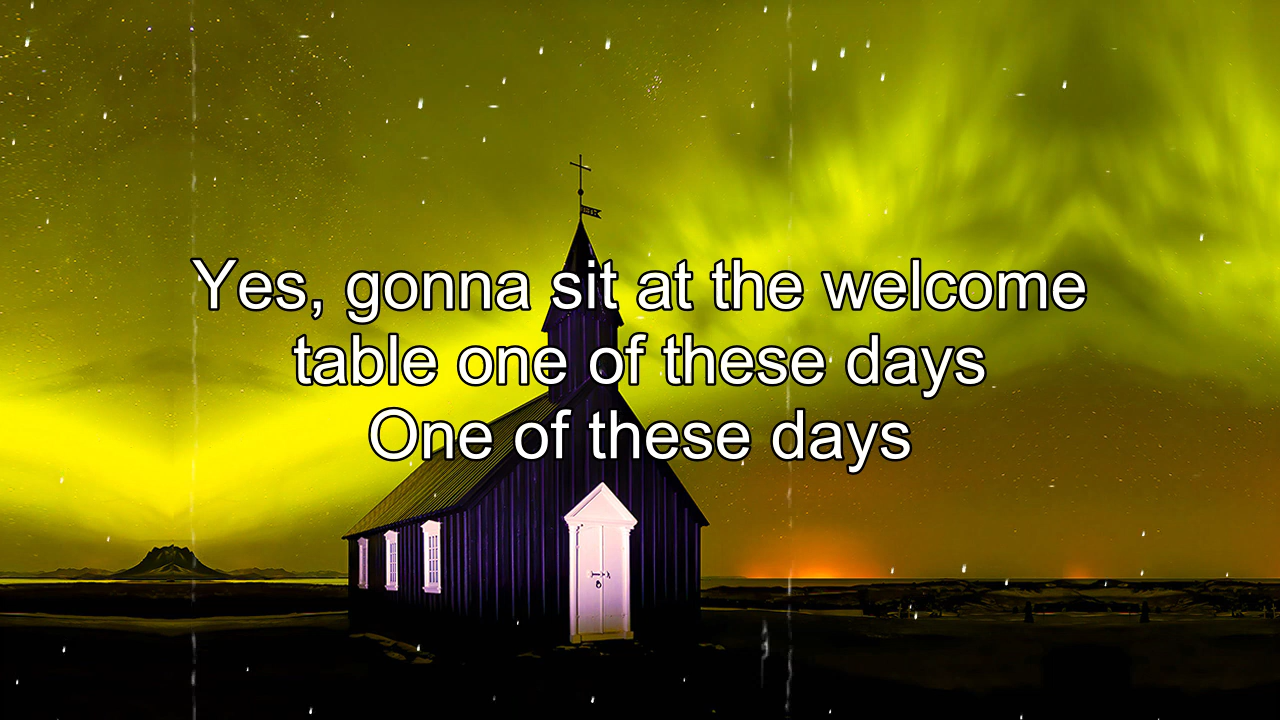 Yes, gonna sit at the welcome
table one of these days
One of these days